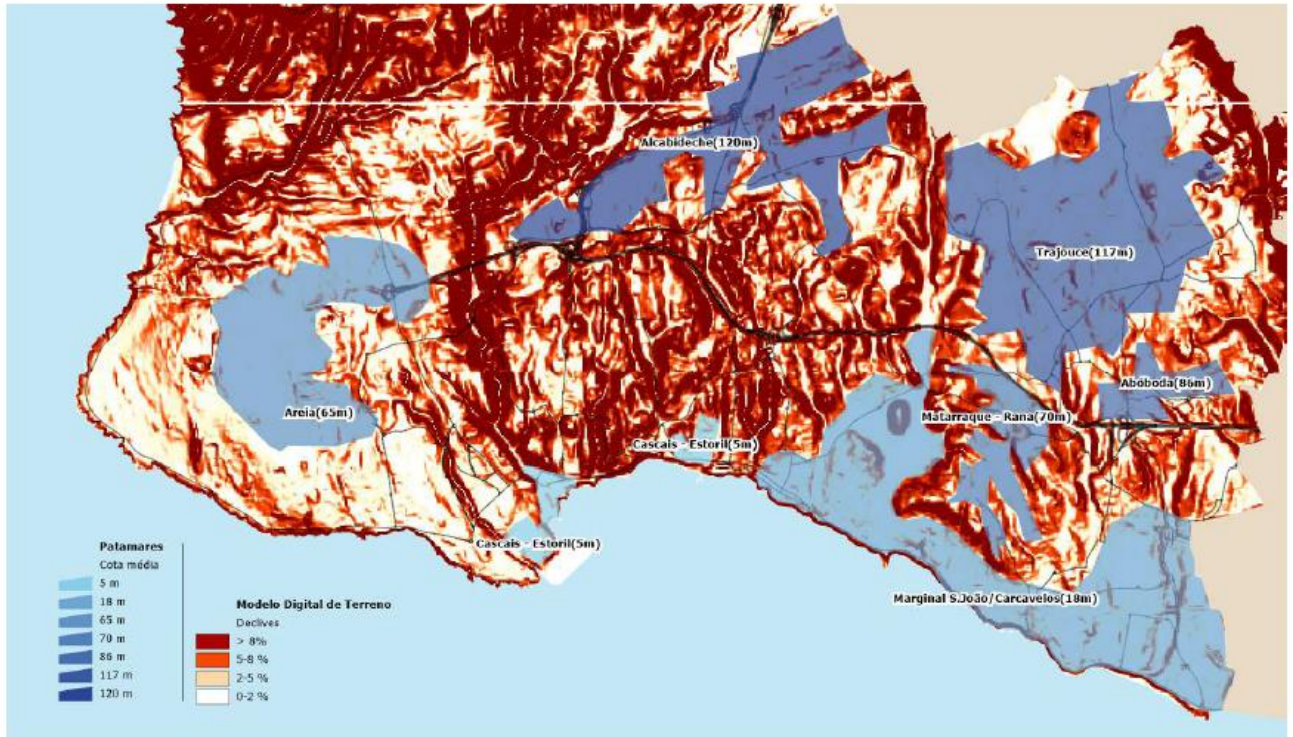 Alcabideche(120m)
Trajouce(117m)
Abóboda(86m)
Areia(65m)
Matarraque - Rana(70m)
Cascais - Estoril(5m)
Cascais - Estoril(5m)
Marginal S.João/Carcavelos(18m)
Patamares
Cota média
5 m
18 m
65 m
70 m
86 m
117 m
120 m
Modelo Digital de Terreno
Declives
> 8%
5-8 %
2-5 %
0-2 %